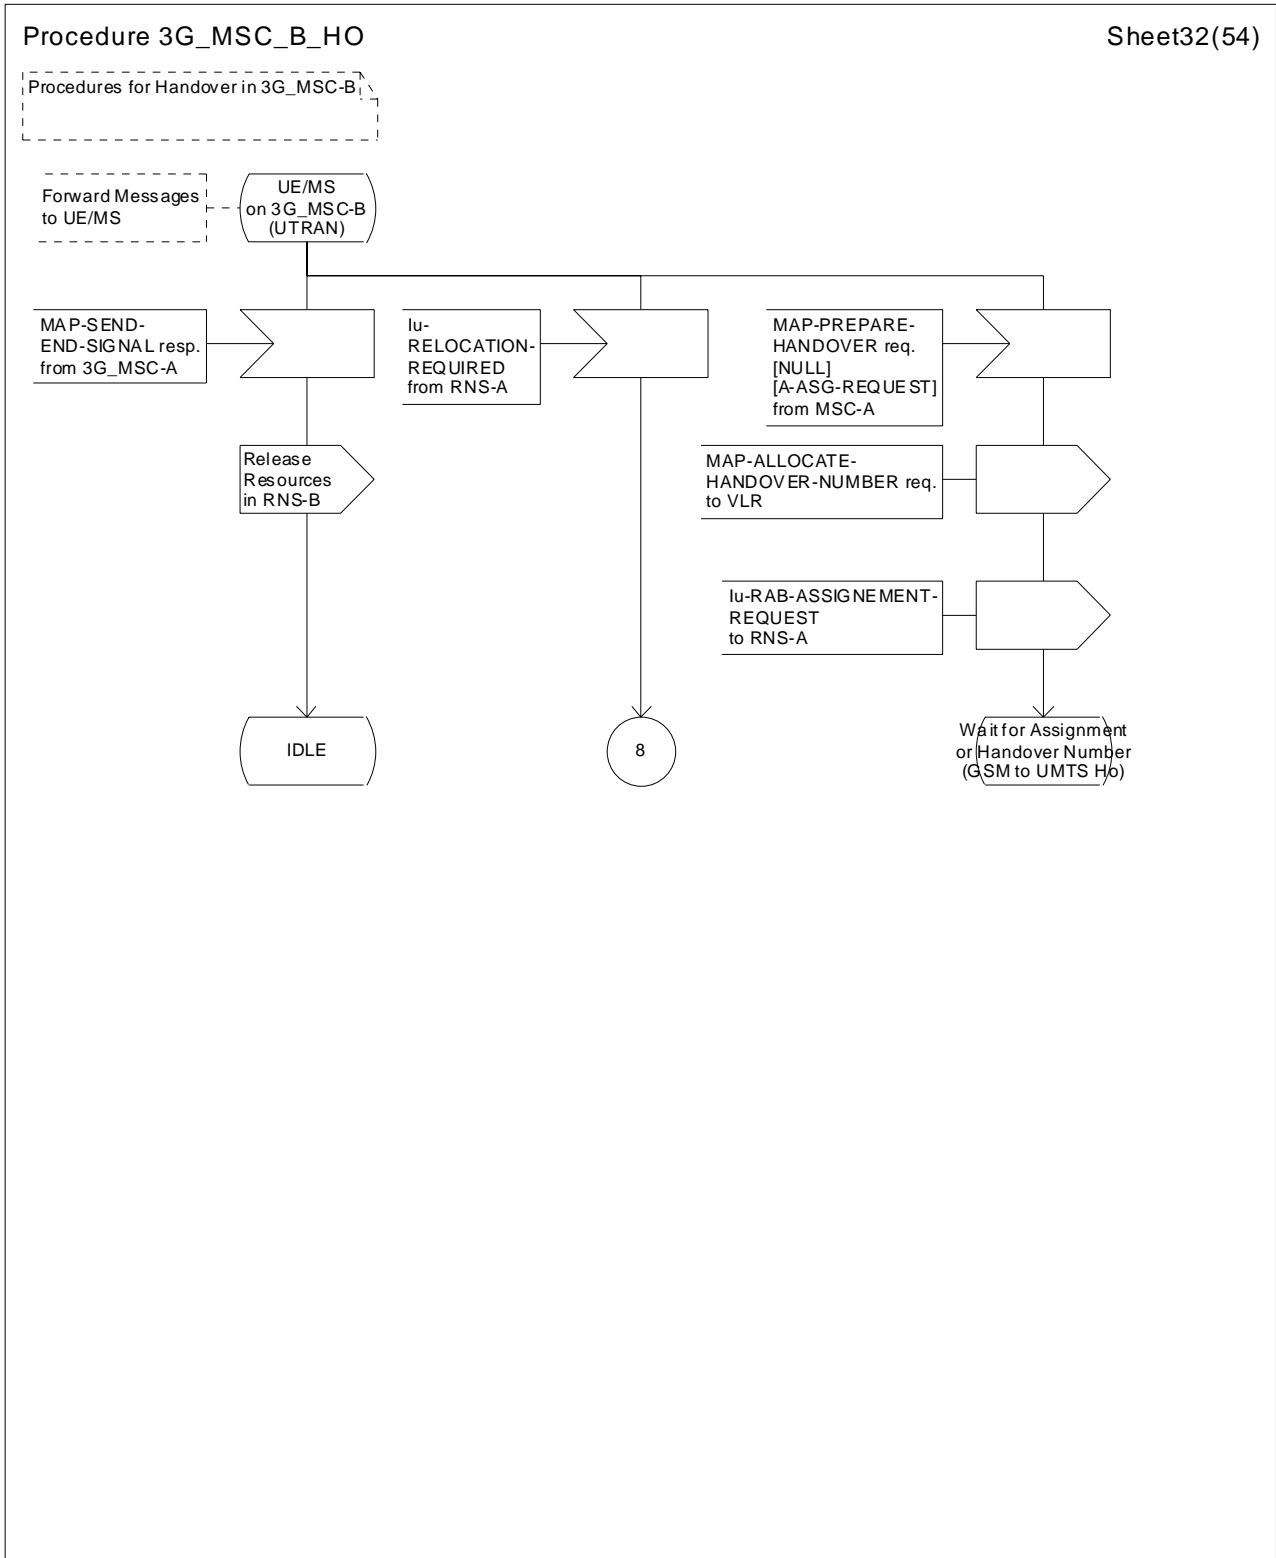 Procedure 3G_MSC_B_HO
Sheet32(54)
Procedures for Handover in 3G_MSC-B
Forward Messages
to UE/MS
UE/MS
on 3G_MSC-B
(UTRAN)
MAP-SEND-
END-SIGNAL resp.
from 3G_MSC-A
Iu-
RELOCATION-
REQUIRED
from RNS-A
MAP-PREPARE-
HANDOVER req.
[NULL]
[A-ASG-REQUEST]
from MSC-A
Release
Resources
in RNS-B
MAP-ALLOCATE-
HANDOVER-NUMBER req.
to VLR
Iu-RAB-ASSIGNEMENT-
REQUEST
to RNS-A
IDLE
8
Wait for Assignment
or Handover Number
(GSM to UMTS Ho)